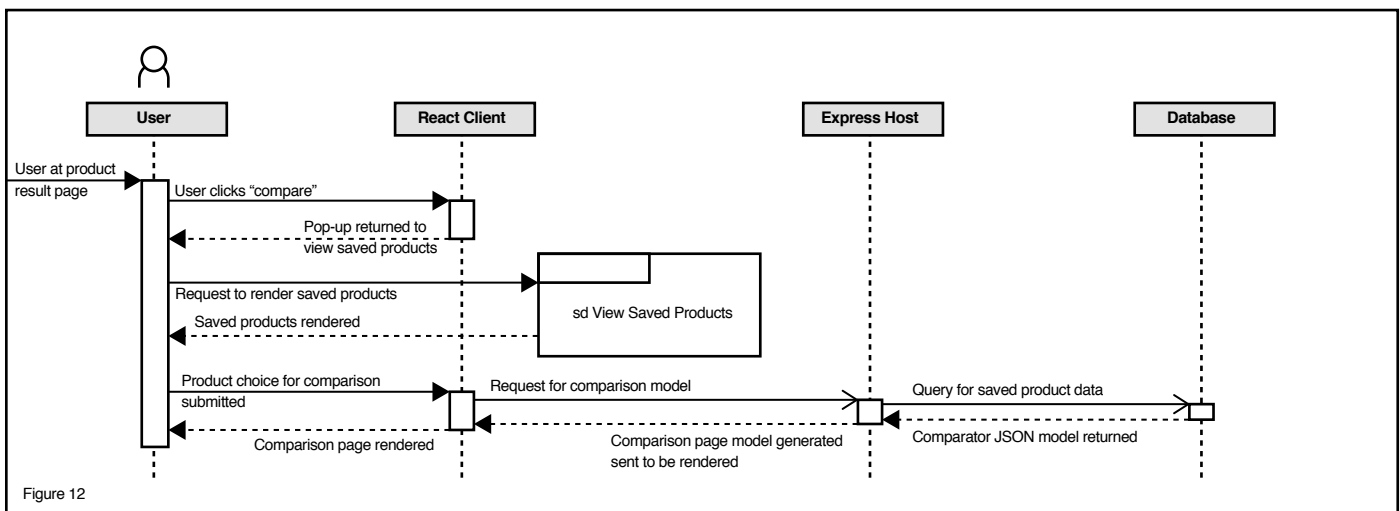 User
React Client
Express Host
Database
User at product
result page
User clicks “compare”
Pop-up returned to
view saved products
Request to render saved products
sd View Saved Products
Saved products rendered
Product choice for comparison
submitted
Request for comparison model
Query for saved product data
Comparison page rendered
Comparison page model generated
sent to be rendered
Comparator JSON model returned
Figure 12